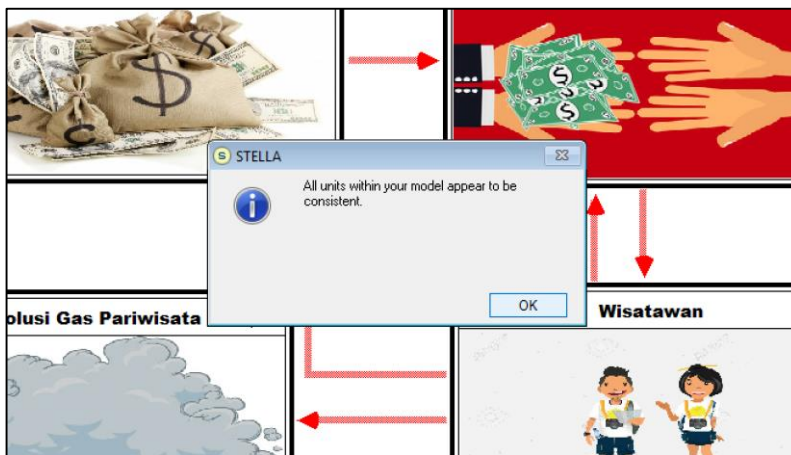 STELLA
All units within your model appear to be
consistent.
OK
olusi Gas Pariwisata
Wisatawan